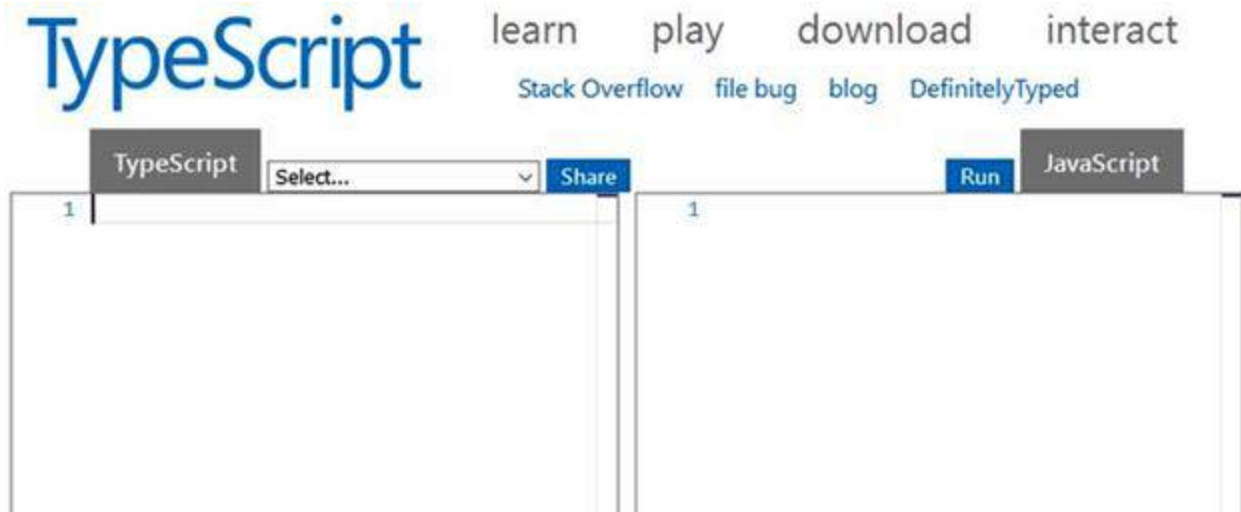 TypeScript
learn play download interact
Stack Overflow file bug blog DefinitelyTyped
TypeScript Select... Share Run JavaScript
1 1